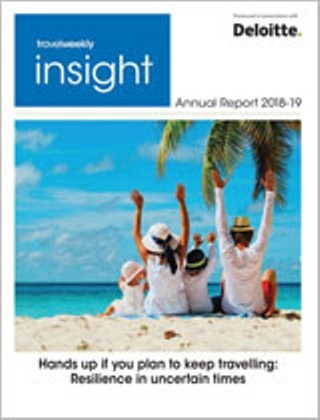 Produced in association with
Deloitte.
travelweekly
insight
Annual Report 2018-19
Hands up if you plan to keep travelling:
Resilience in uncertain times